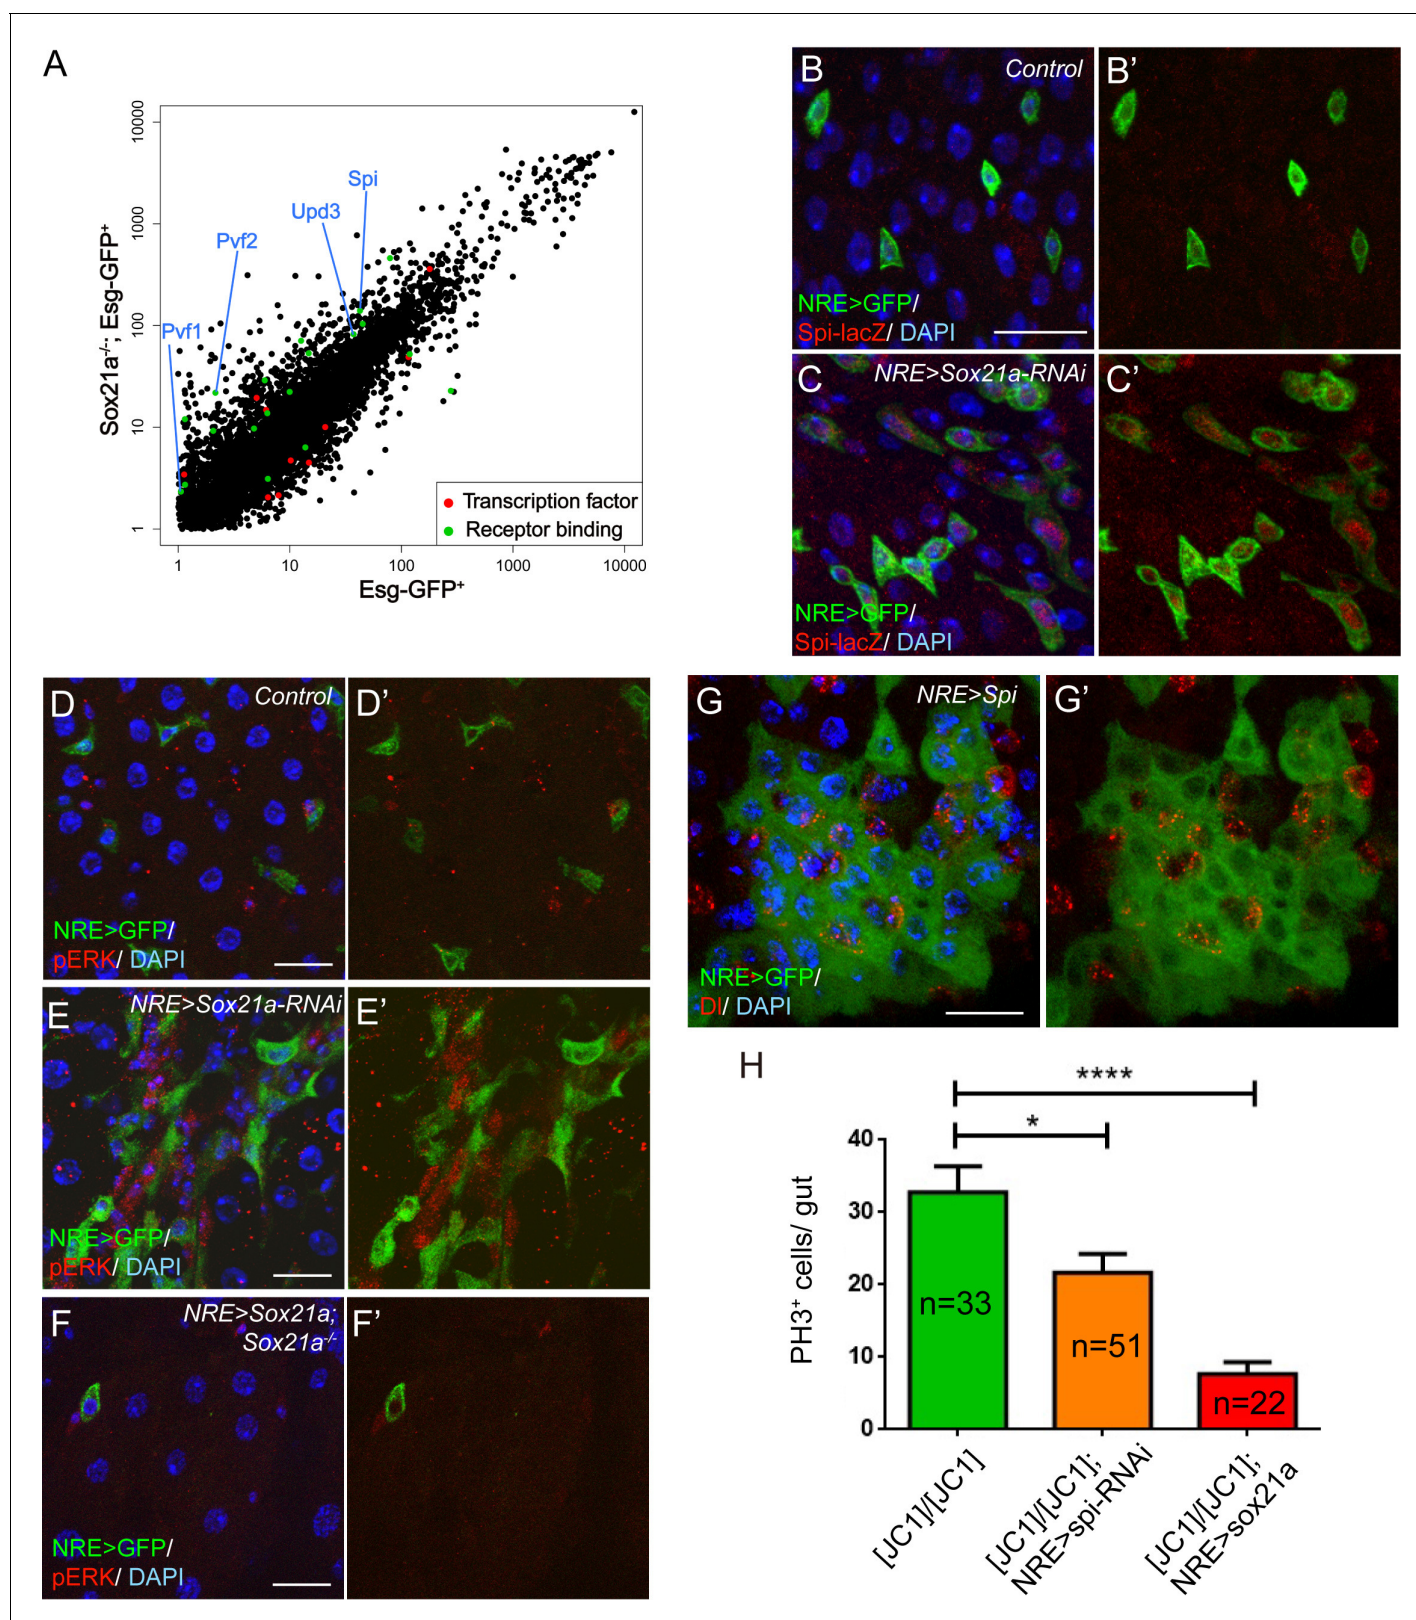 A
Sox21a-/-; Esg-GFP+
10000
1000
100
10
1
Spi
Upd3
Pvf2
Pvf1
Transcription factor
Receptor binding
1
10
100
1000
10000
Esg-GFP+
B
Control
B'
NRE>GFP/
Spi-lacZ/ DAPI
C
NRE>Sox21a-RNAi
C'
NRE>GFP/
Spi-lacZ/ DAPI
D
Control
D'
NRE>GFP/
pERK/ DAPI
E
NRE>Sox21a-RNAi
E'
NRE>GFP/
pERK/ DAPI
F
NRE>Sox21a;
Sox21a-/-
F'
NRE>GFP/
pERK/ DAPI
G
NRE>Spi
G'
NRE>GFP/
Dl/ DAPI
H
****
*
PH3+ cells/ gut
40
30
20
10
0
n=33
n=51
n=22
[JC1]/[JC1]
[JC1]/[JC1];
NRE>spi-RNAi
[JC1]/[JC1];
NRE>sox21a